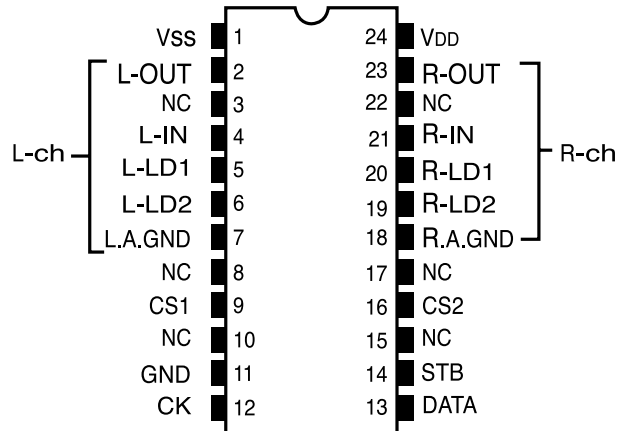 Vss 1 24 VDD
L-OUT 2 23 R-OUT
NC 3 22 NC
L-IN 4 21 R-IN
L-ch L-LD1 5 20 R-LD1 R-ch
L-LD2 6 19 R-LD2
L.A.GND 7 18 R.A.GND
NC 8 17 NC
CS1 9 16 CS2
NC 10 15 NC
GND 11 14 STB
CK 12 13 DATA